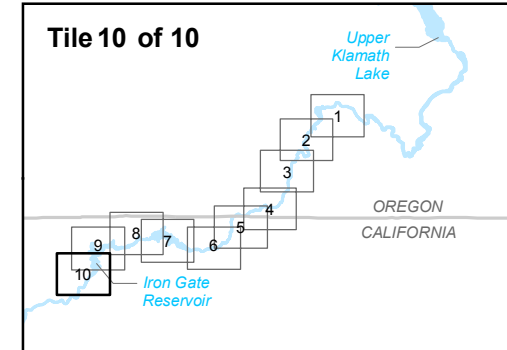 Tile 10 of 10
Upper
Klamath
Lake
1
2
3
4
OREGON
5
CALIFORNIA
8
7
6
9
10
Iron Gate
Reservoir